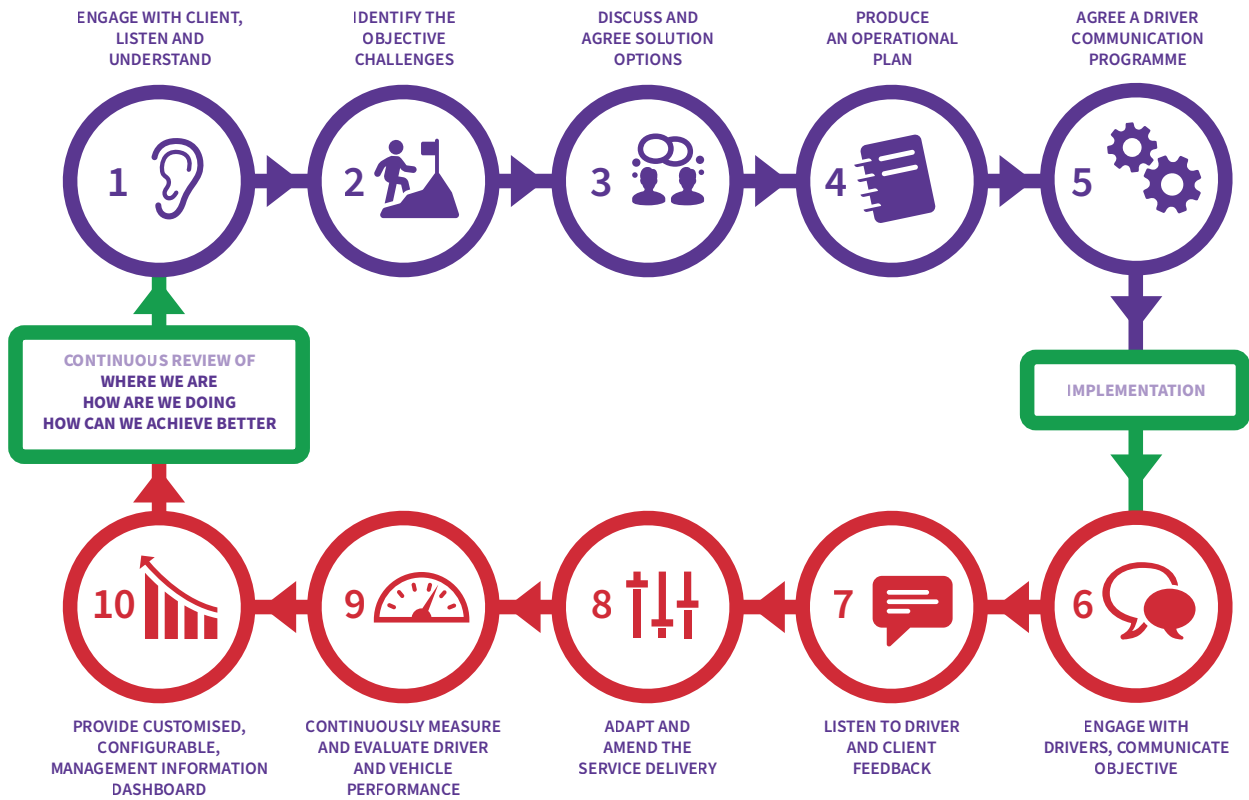 ENGAGE WITH CLIENT,
LISTEN AND
UNDERSTAND
IDENTIFY THE
OBJECTIVE
CHALLENGES
DISCUSS AND
AGREE SOLUTION
OPTIONS
PRODUCE
AN OPERATIONAL
PLAN
AGREE A DRIVER
COMMUNICATION
PROGRAMME
1
2
3
4
5
CONTINUOUS REVIEW OF
WHERE WE ARE
HOW ARE WE DOING
HOW CAN WE ACHIEVE BETTER
IMPLEMENTATION
10
9
8
7
6
PROVIDE CUSTOMISED,
CONFIGURABLE,
MANAGEMENT INFORMATION
DASHBOARD
CONTINUOUSLY MEASURE
AND EVALUATE DRIVER
AND VEHICLE
PERFORMANCE
ADAPT AND
AMEND THE
SERVICE DELIVERY
LISTEN TO DRIVER
AND CLIENT
FEEDBACK
ENGAGE WITH
DRIVERS, COMMUNICATE
OBJECTIVE